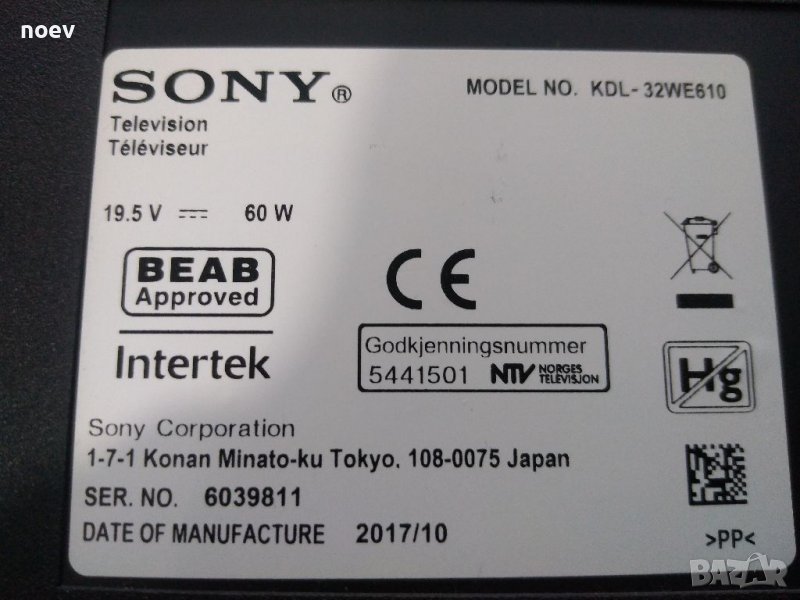 noev
SONY®
MODEL NO. KDL-32WE610
Television
Téléviseur
19.5 V 60 W
BEAB
Approved
CE
Intertek
Godkjenningsnummer
5441501 NTV NORGES TELEVISJON
Hg
Sony Corporation
1-7-1 Konan Minato-ku Tokyo, 108-0075 Japan
SER. NO. 6039811
DATE OF MANUFACTURE 2017/10
>PP<
BAZAR